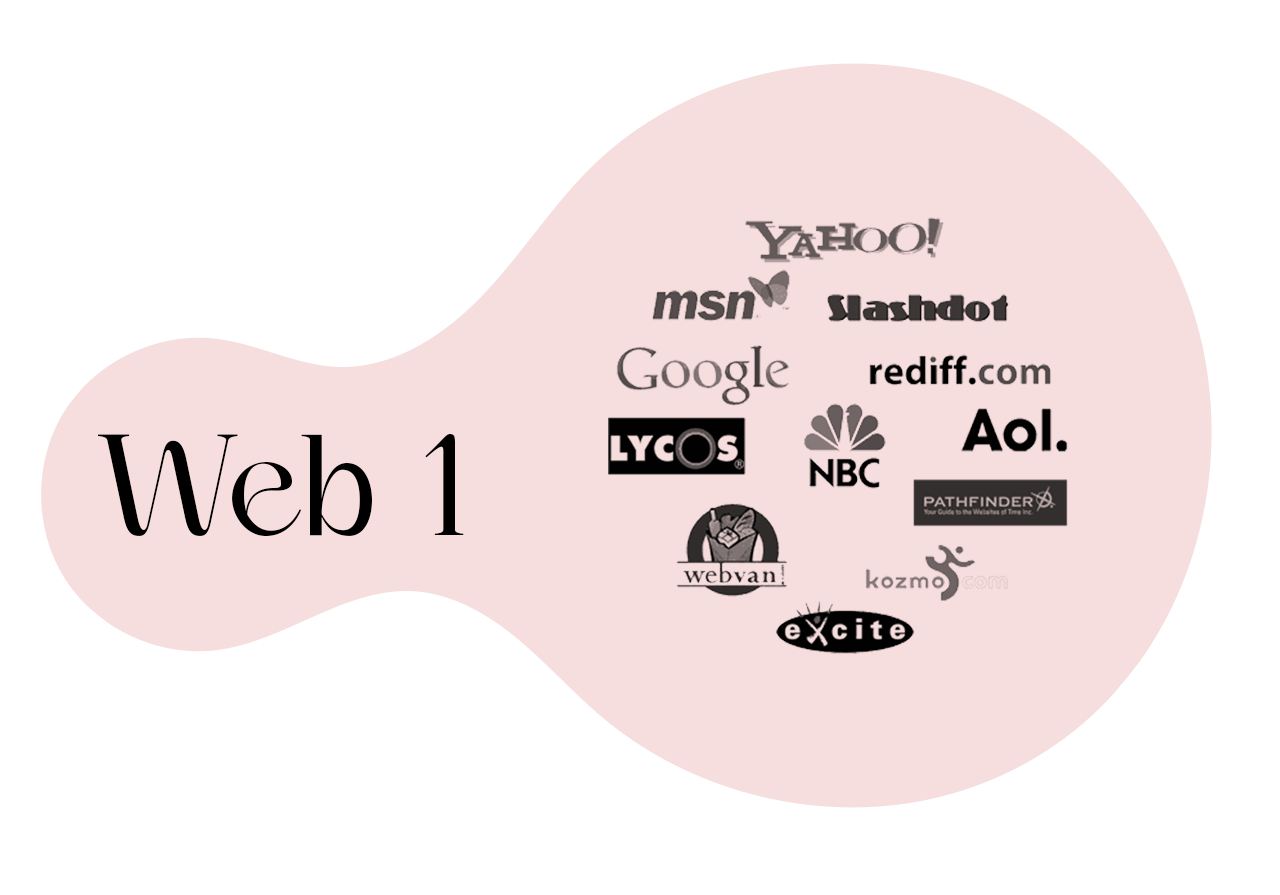 Web 1
YAHOO!
msn
Slashdot
Google
rediff.com
LYCOS®
NBC
Aol.
PATHFINDER
Your Guide to the Websites of Time Inc.
webvan
kozmo.com
excite